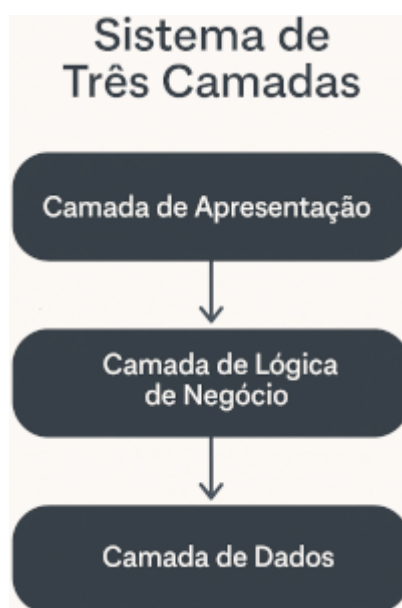 Sistema de
Três Camadas
Camada de Apresentação
Camada de Lógica
de Negócio
Camada de Dados